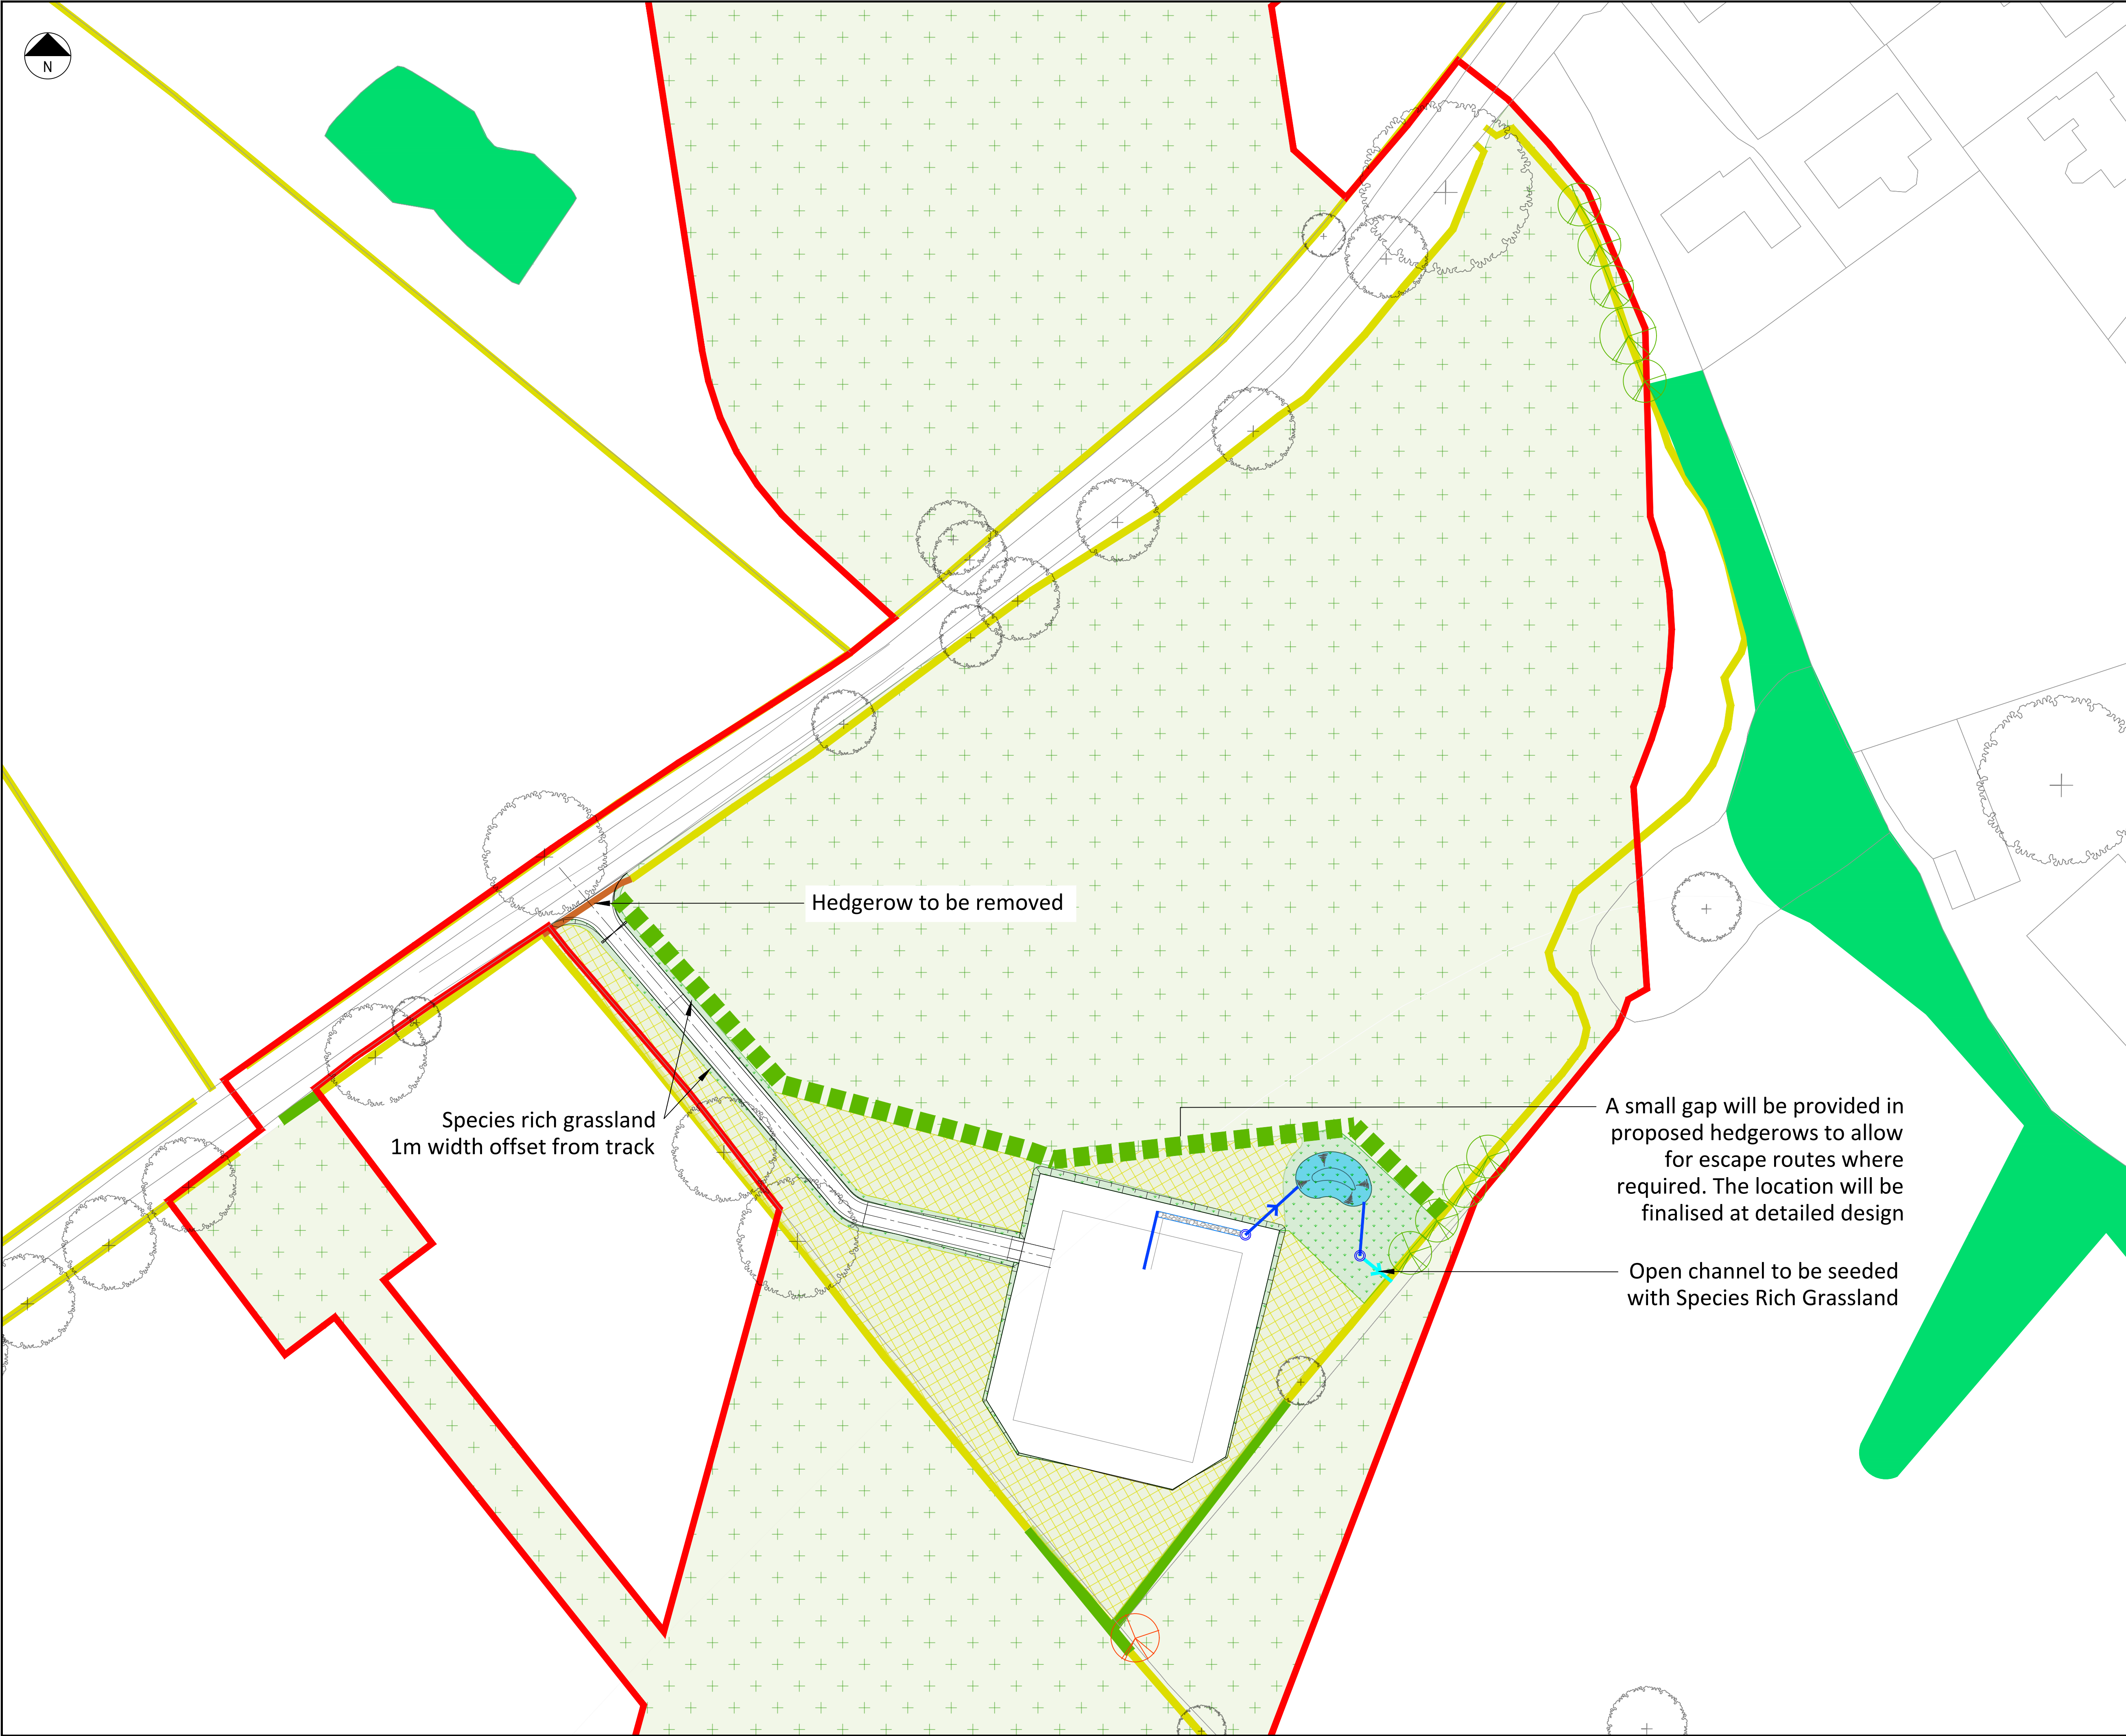 N
Hedgerow to be removed
Species rich grassland
1m width offset from track
A small gap will be provided in
proposed hedgerows to allow
for escape routes where
required. The location will be
finalised at detailed design
Open channel to be seeded
with Species Rich Grassland